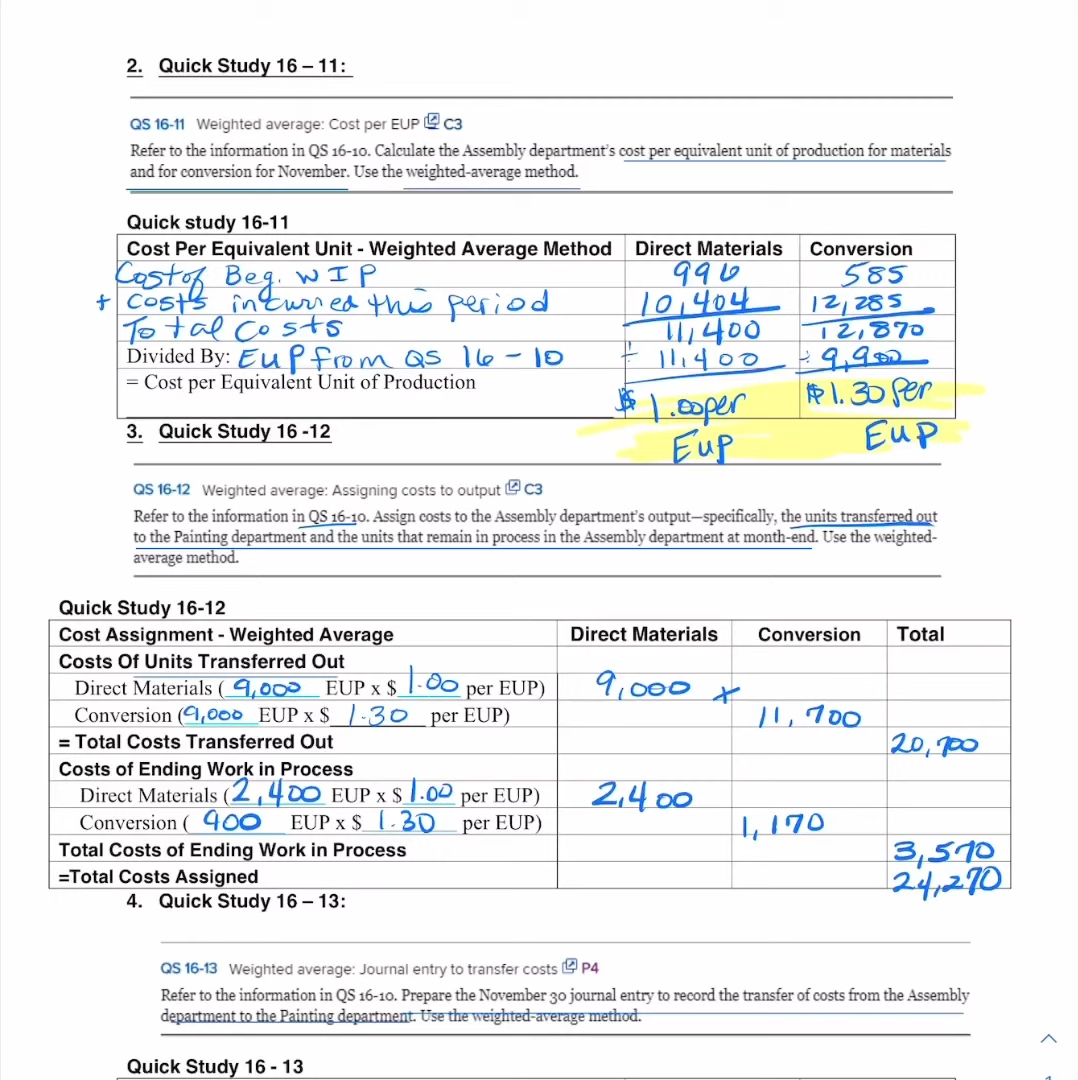 2. Quick Study 16 – 11:
QS 16-11 Weighted average: Cost per EUP C3
Refer to the information in QS 16-10. Calculate the Assembly department's cost per equivalent unit of production for materials
and for conversion for November. Use the weighted-average method.
Quick study 16-11
Cost Per Equivalent Unit - Weighted Average Method Direct Materials Conversion
Cost of Beg. WIP 996 585
+ Costs incurred this period 10,404 12,285
Total Costs 11,400 12,870
Divided By: EUP from QS 16-10 ÷ 11,400 ÷ 9,900
= Cost per Equivalent Unit of Production $ 1.00 per EUP $1.30 per EUP
3. Quick Study 16 -12
QS 16-12 Weighted average: Assigning costs to output C3
Refer to the information in QS 16-10. Assign costs to the Assembly department's output—specifically, the units transferred out
to the Painting department and the units that remain in process in the Assembly department at month-end. Use the weighted-
average method.
Quick Study 16-12
Cost Assignment - Weighted Average Direct Materials Conversion Total
Costs Of Units Transferred Out
Direct Materials ( 9,000 EUP x $ 1.00 per EUP) 9,000 +
Conversion (9,000 EUP x $ 1.30 per EUP) 11,700
= Total Costs Transferred Out 20,700
Costs of Ending Work in Process
Direct Materials (2,400 EUP x $ 1.00 per EUP) 2,400
Conversion ( 900 EUP x $ 1.30 per EUP) 1,170
Total Costs of Ending Work in Process 3,570
=Total Costs Assigned 24,270
4. Quick Study 16 – 13:
QS 16-13 Weighted average: Journal entry to transfer costs P4
Refer to the information in QS 16-10. Prepare the November 30 journal entry to record the transfer of costs from the Assembly
department to the Painting department. Use the weighted-average method.
Quick Study 16 - 13